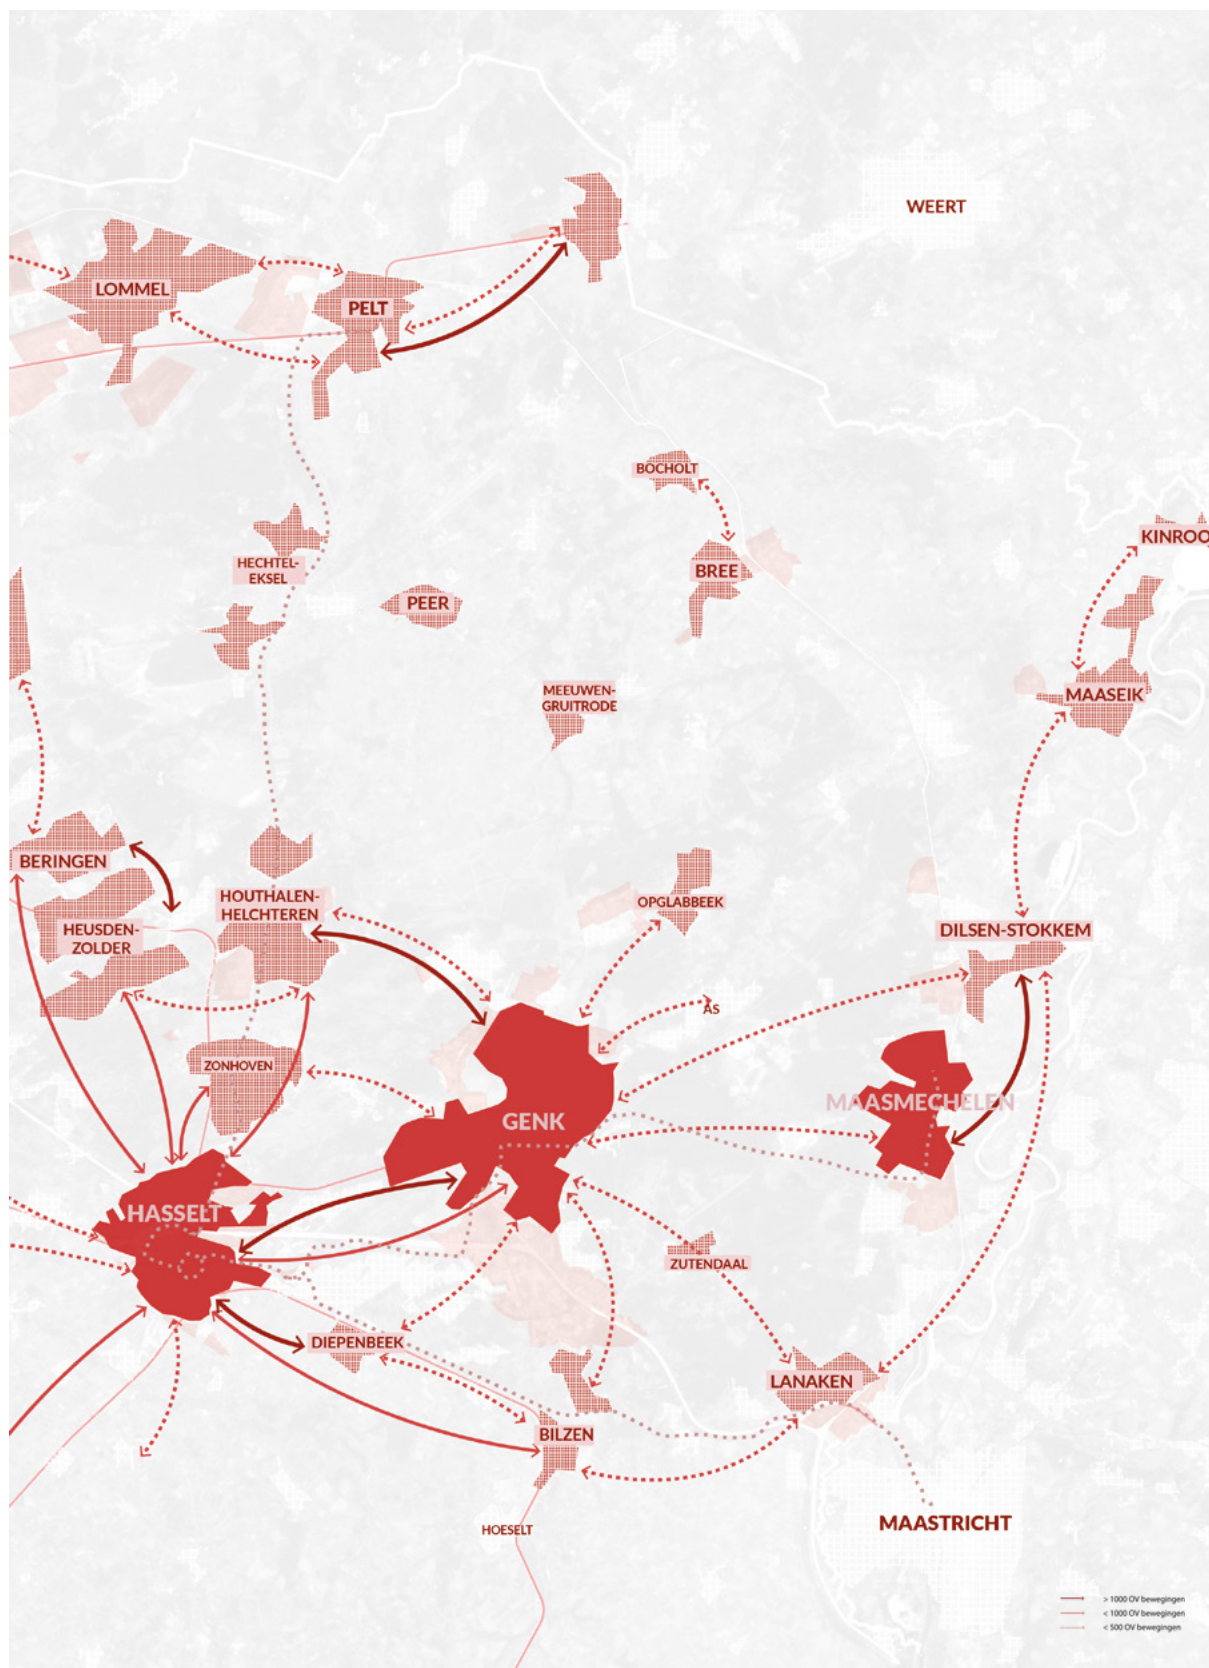 WEERT
LOMMEL
PELT
BOCHOLT
KINROO
HECHTEL-
EKSEL
BREE
PEER
MEEUWEN-
GRUITRODE
MAASEIK
BERINGEN
HOUTHALEN-
HELCHTEREN
OPGLABBEEK
HEUSDEN-
ZOLDER
DILSEN-STOKKEM
AS
ZONHOVEN
MAASMECHELEN
GENK
HASSELT
ZUTENDAAL
DIEPENBEEK
LANAKEN
BILZEN
HOESELT
MAASTRICHT
> 1000 OV bewegingen
< 1000 OV bewegingen
< 500 OV bewegingen